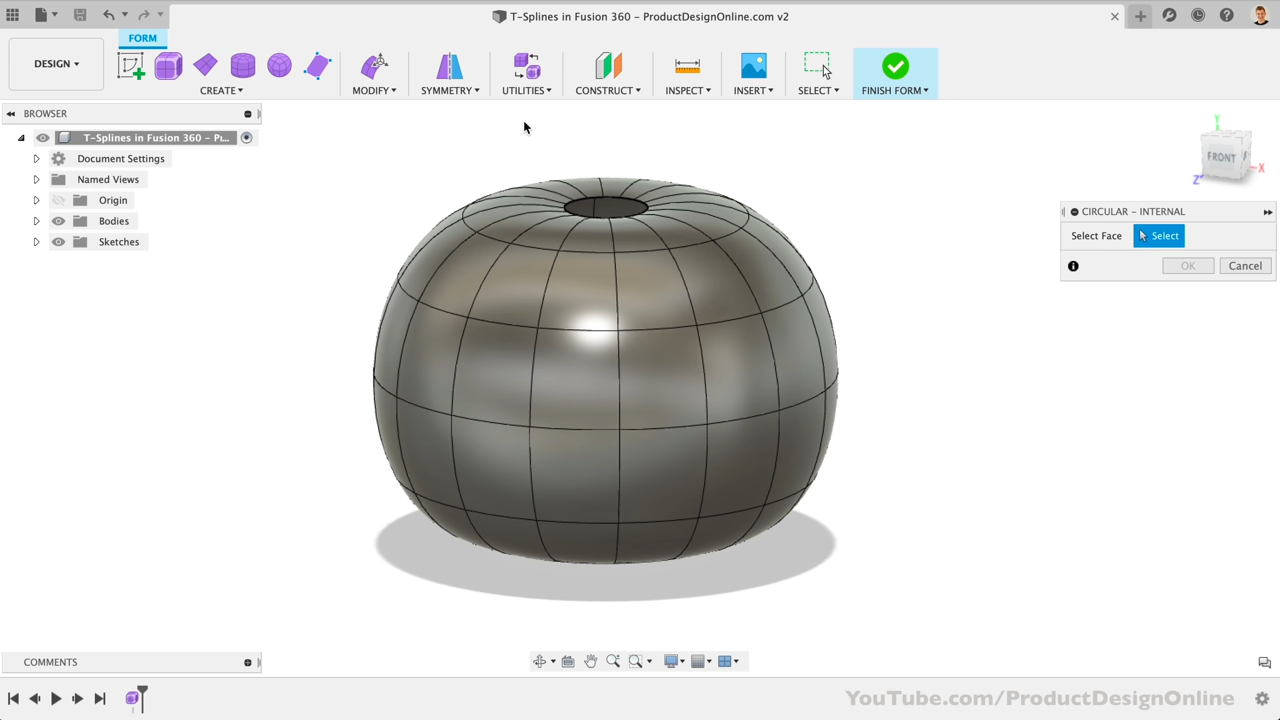 T-Splines in Fusion 360 - ProductDesignOnline.com v2
FORM
DESIGN
CREATE
MODIFY
SYMMETRY
UTILITIES
CONSTRUCT
INSPECT
INSERT
SELECT
FINISH FORM
BROWSER
T-Splines in Fusion 360 – Pr...
Document Settings
Named Views
Origin
Bodies
Sketches
Y
FRONT
X
Z
CIRCULAR - INTERNAL
Select Face
Select
OK
Cancel
COMMENTS
YouTube.com/ProductDesignOnline